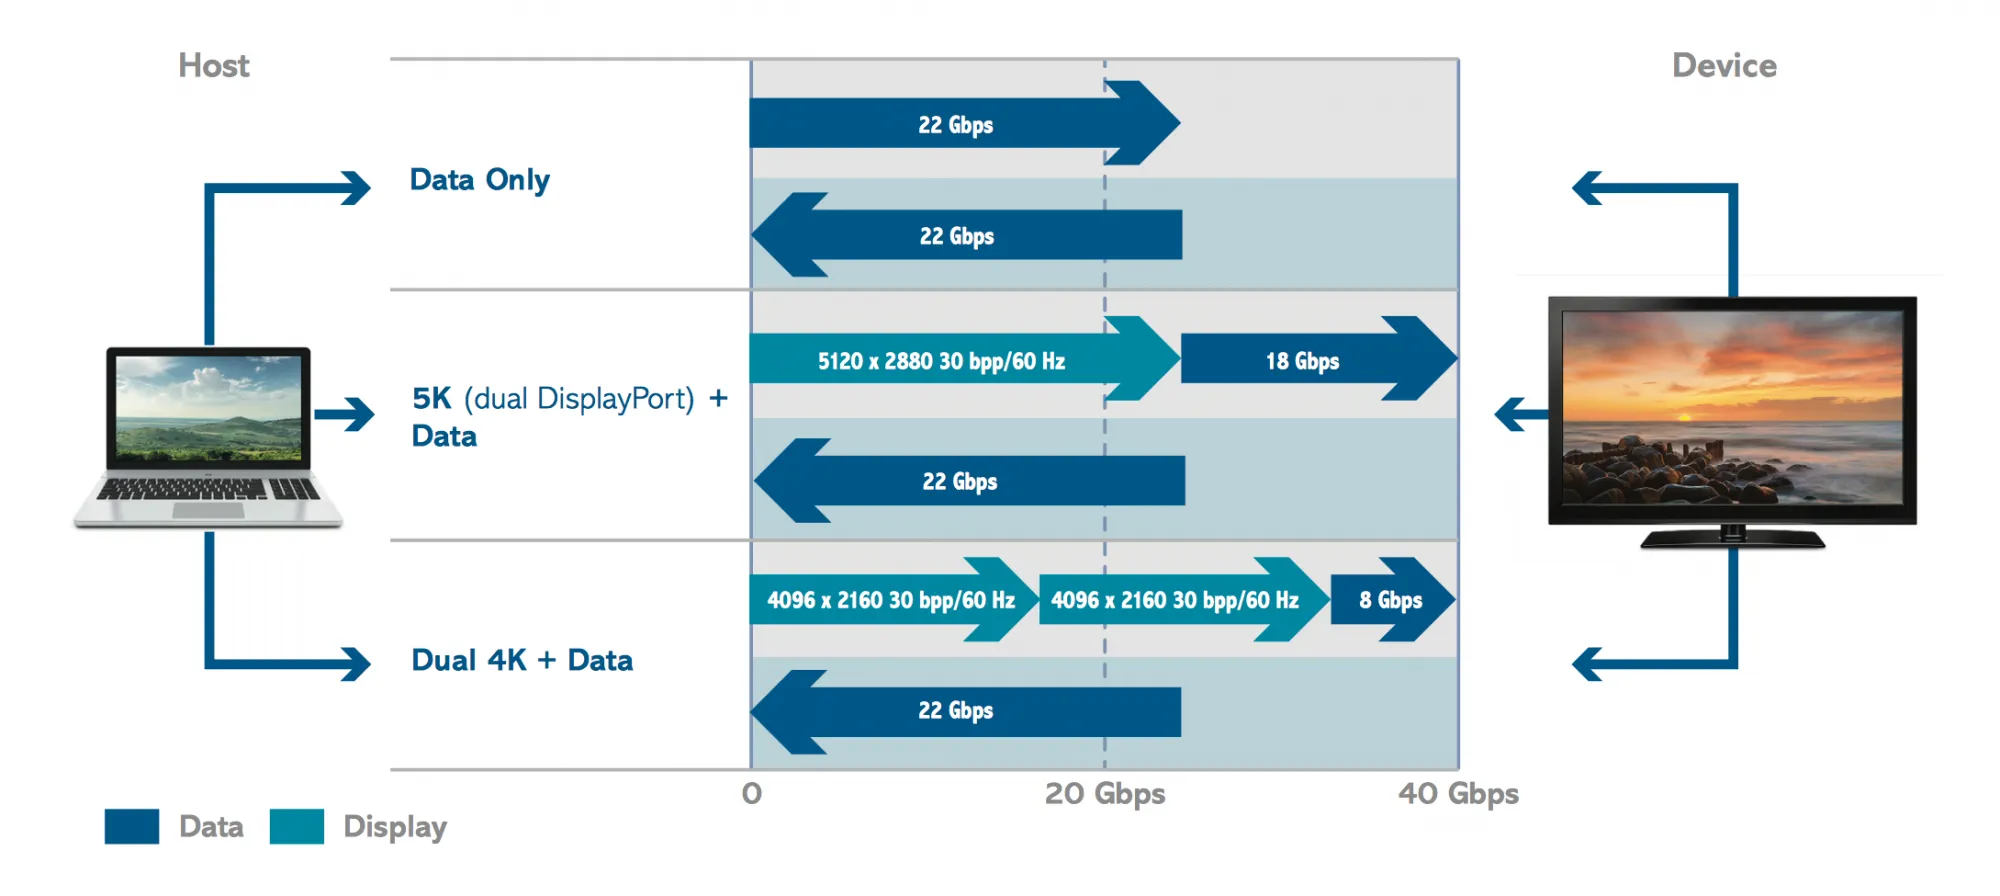 Host
Device
Data Only
22 Gbps
22 Gbps
5K (dual DisplayPort) +
Data
5120 x 2880 30 bpp/60 Hz
18 Gbps
22 Gbps
Dual 4K + Data
4096 x 2160 30 bpp/60 Hz
4096 x 2160 30 bpp/60 Hz
8 Gbps
22 Gbps
0
20 Gbps
40 Gbps
Data
Display